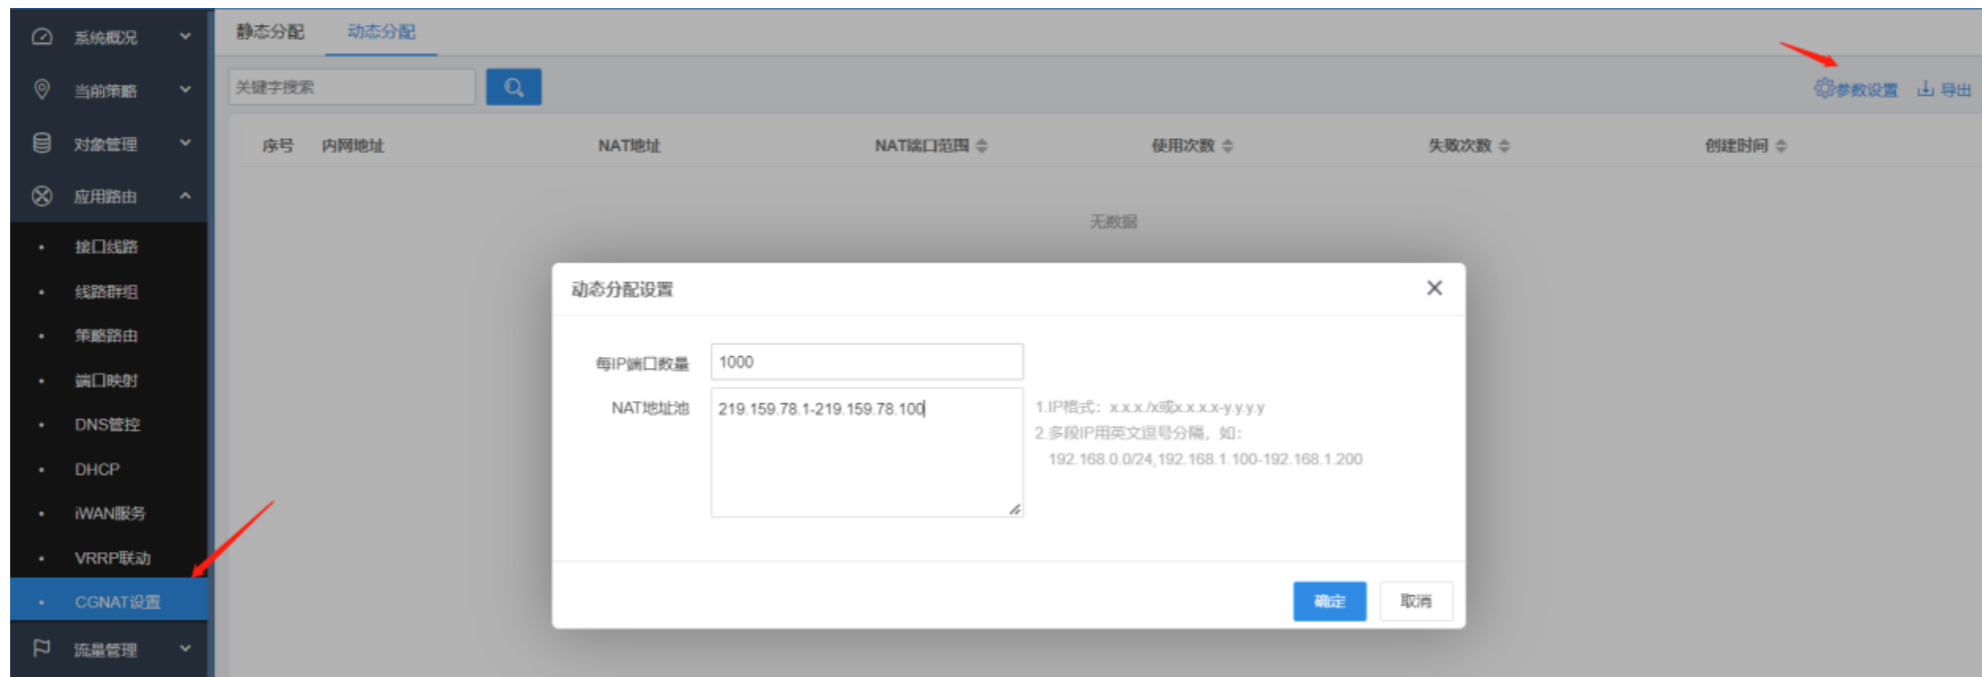 系统概况
当前策略
对象管理
应用路由
接口线路
线路群组
策略路由
端口映射
DNS管控
DHCP
iWAN服务
VRRP联动
CGNAT设置
流量管理
静态分配 动态分配
关键字搜索
参数设置 导出
序号 内网地址 NAT地址 NAT端口范围 使用次数 失败次数 创建时间
无数据
动态分配设置
每IP端口数量 1000
NAT地址池 219.159.78.1-219.159.78.100
1.IP格式：x.x.x./x或x.x.x.x-y.y.y.y
2.多段IP用英文逗号分隔，如：
192.168.0.0/24,192.168.1.100-192.168.1.200
确定 取消